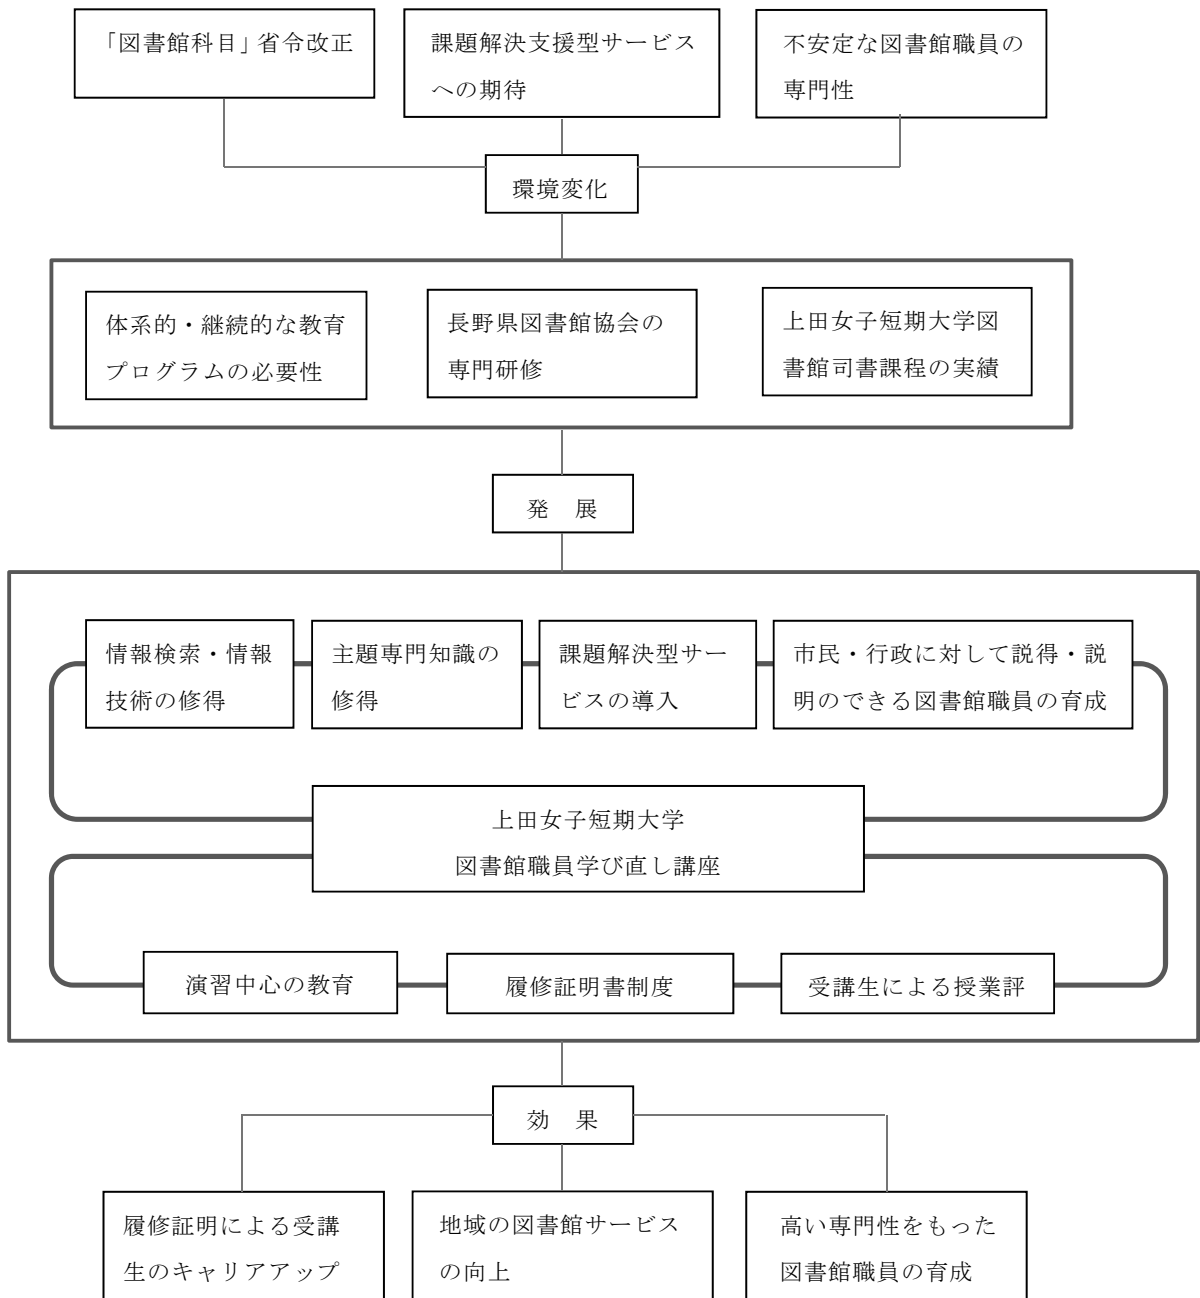 「図書館科目」省令改正
課題解決支援型サービス
への期待
不安定な図書館職員の
専門性
環境変化
体系的・継続的な教育
プログラムの必要性
長野県図書館協会の
専門研修
上田女子短期大学図
書館司書課程の実績
発　展
情報検索・情報
技術の修得
主題専門知識の
修得
課題解決型サー
ビスの導入
市民・行政に対して説得・説
明のできる図書館職員の育成
上田女子短期大学
図書館職員学び直し講座
演習中心の教育
履修証明書制度
受講生による授業評
効　果
履修証明による受講
生のキャリアアップ
地域の図書館サービス
の向上
高い専門性をもった
図書館職員の育成